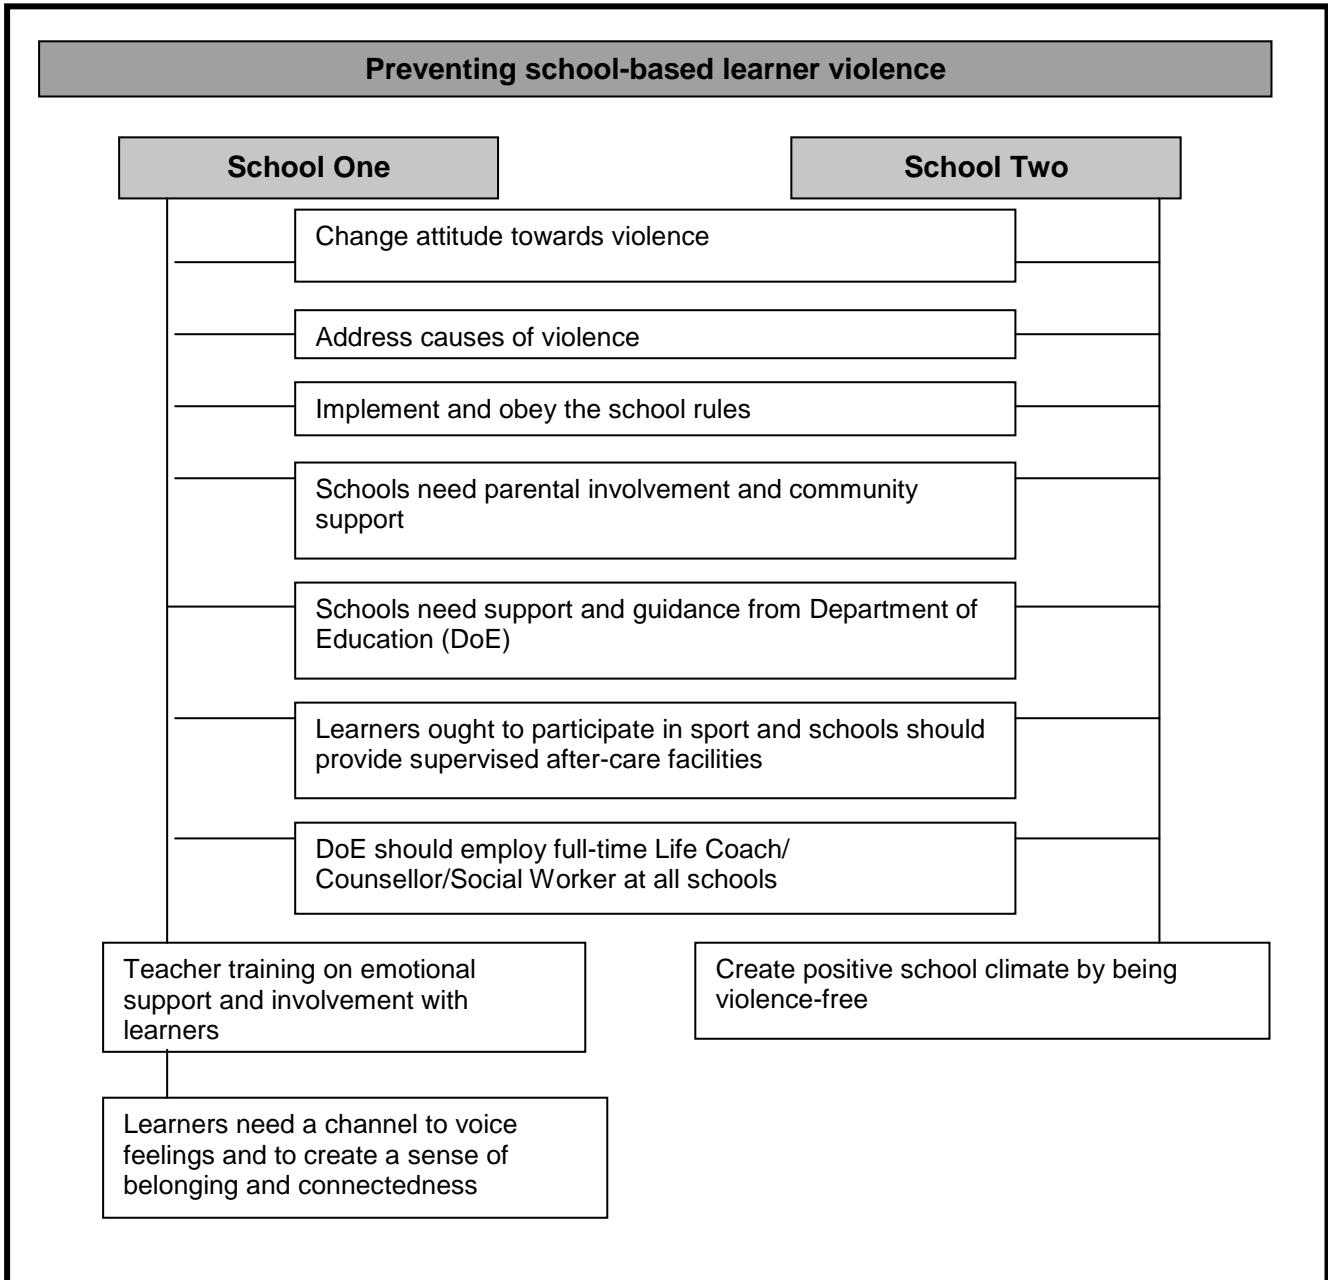 Preventing school-based learner violence
School One
School Two
Change attitude towards violence
Address causes of violence
Implement and obey the school rules
Schools need parental involvement and community
support
Schools need support and guidance from Department of
Education (DoE)
Learners ought to participate in sport and schools should
provide supervised after-care facilities
DoE should employ full-time Life Coach/
Counsellor/Social Worker at all schools
Teacher training on emotional
support and involvement with
learners
Create positive school climate by being
violence-free
Learners need a channel to voice
feelings and to create a sense of
belonging and connectedness